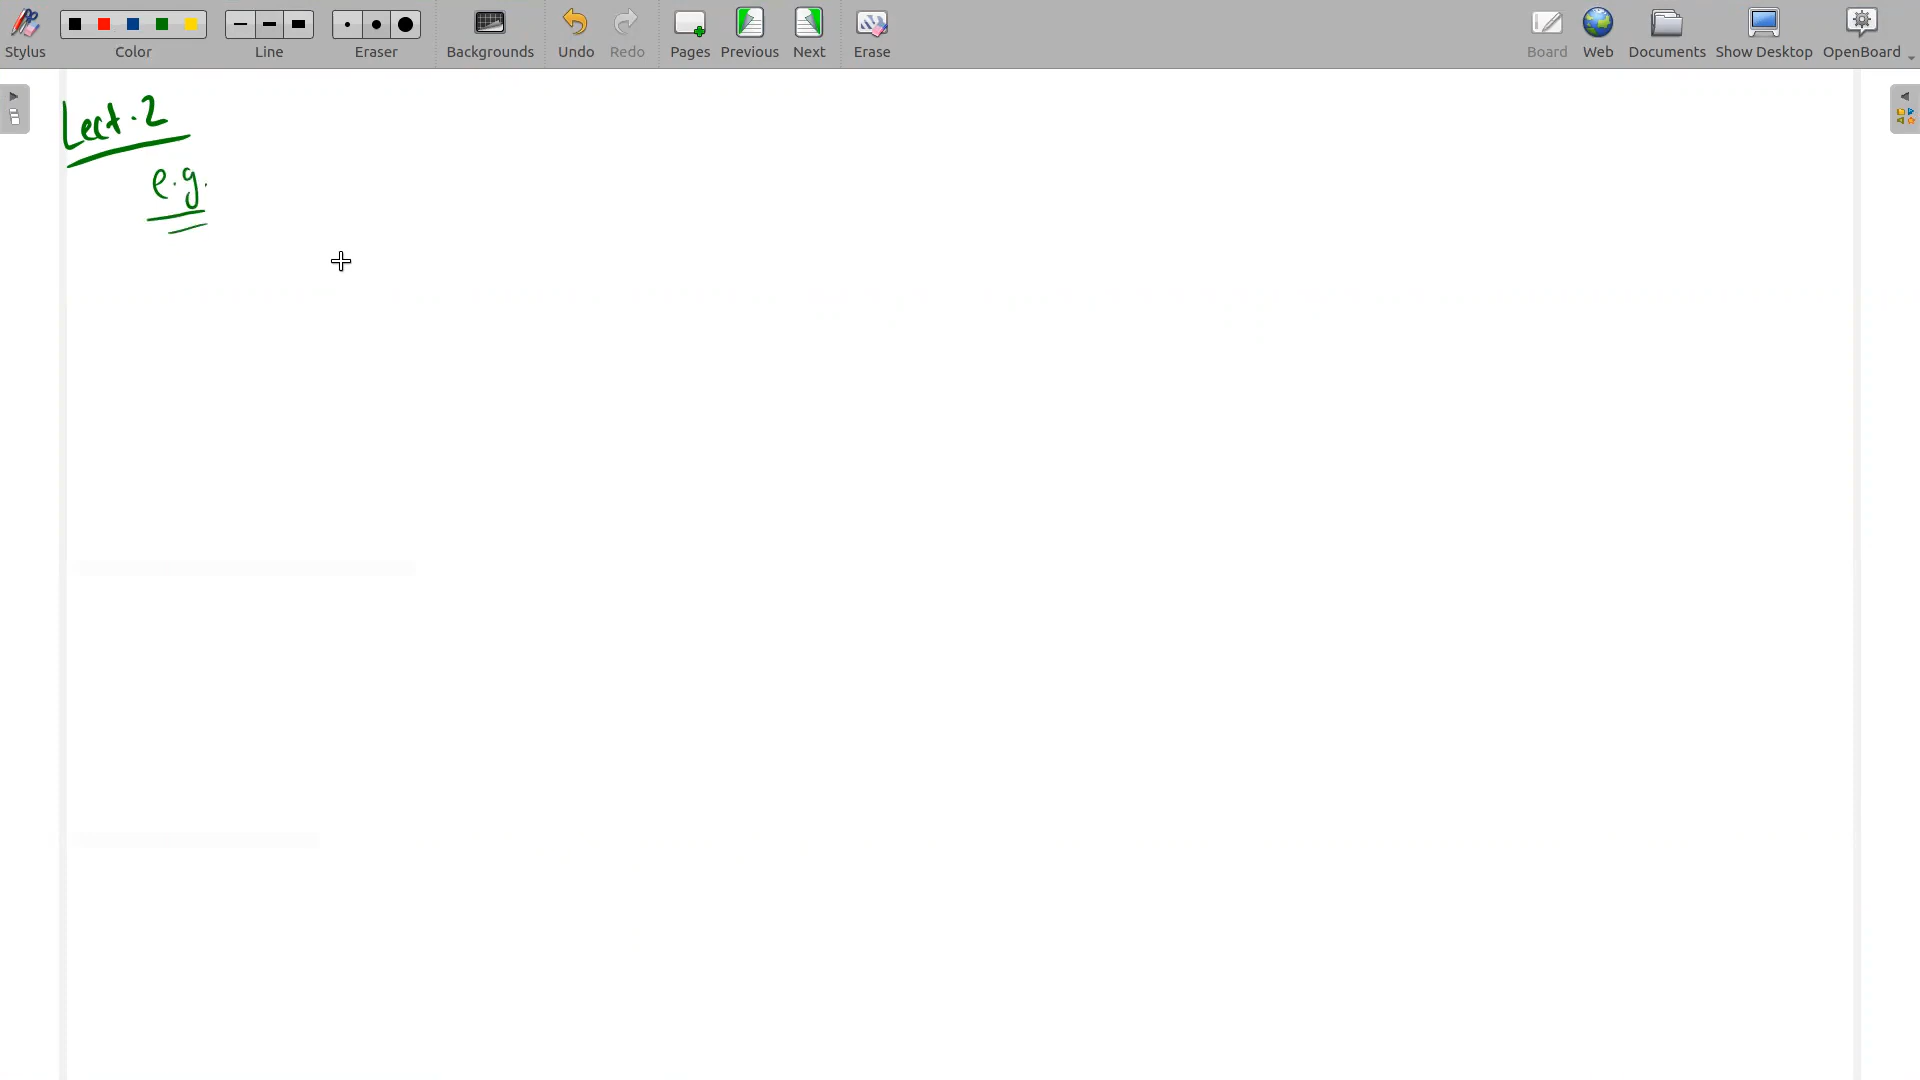 Stylus Color Line Eraser Backgrounds Undo Redo Pages Previous Next Erase Board Web Documents Show Desktop OpenBoard
Lect. 2
e.g.